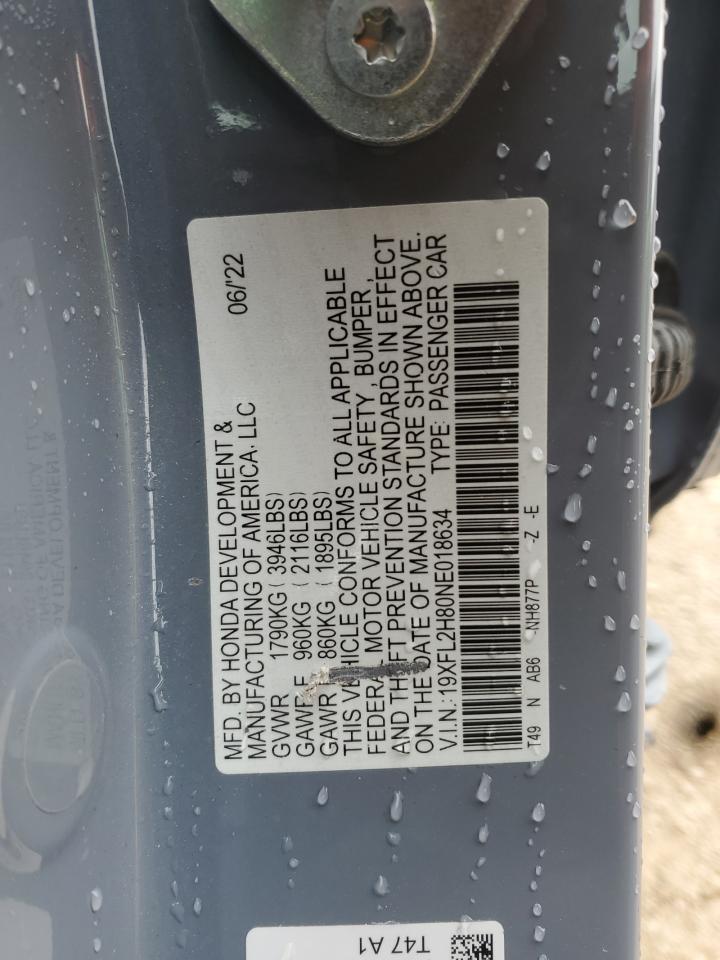 06/'22
MFD. BY HONDA DEVELOPMENT &
MANUFACTURING OF AMERICA. LLC
GVWR 1790KG ( 3946LBS)
GAWR F 960KG ( 2116LBS)
GAWR 860KG ( 1895LBS)
THIS VEHICLE CONFORMS TO ALL APPLICABLE
FEDERAL MOTOR VEHICLE SAFETY , BUMPER ,
AND THEFT PREVENTION STANDARDS IN EFFECT
ON THE DATE OF MANUFACTURE SHOWN ABOVE.
V.I.N.: 19XFL2H80NE018634 TYPE: PASSENGER CAR
T49 N AB6 -NH877P -Z -E
T47 A1